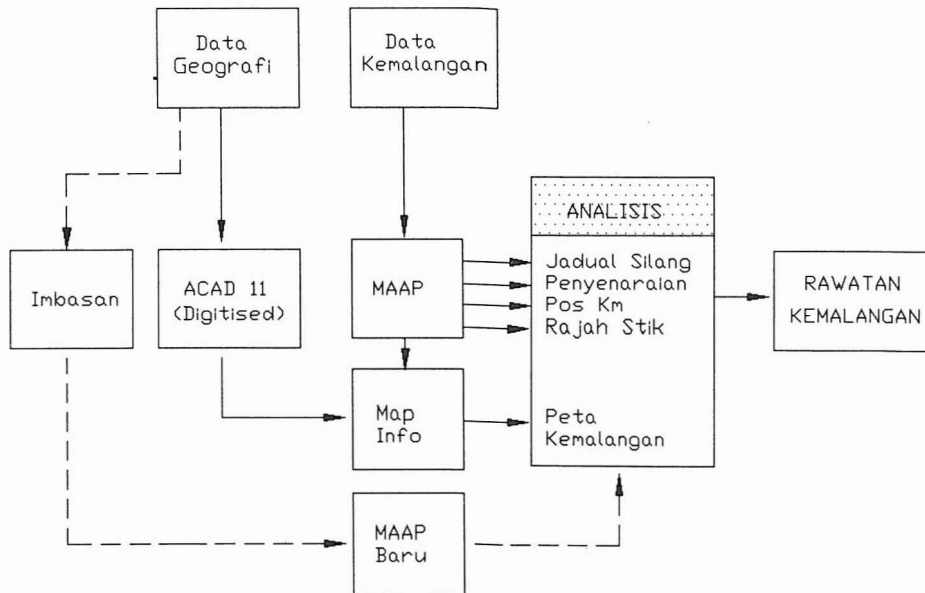 Data
Geografi
Data
Kemalangan
ANALISIS
Imbasan
ACAD 11
(Digitised)
MAAP
Jadual Silang
Penyenaraian
Pos Km
Rajah Stik
RAWATAN
KEMALANGAN
Map
Info
Peta
Kemalangan
MAAP
Baru